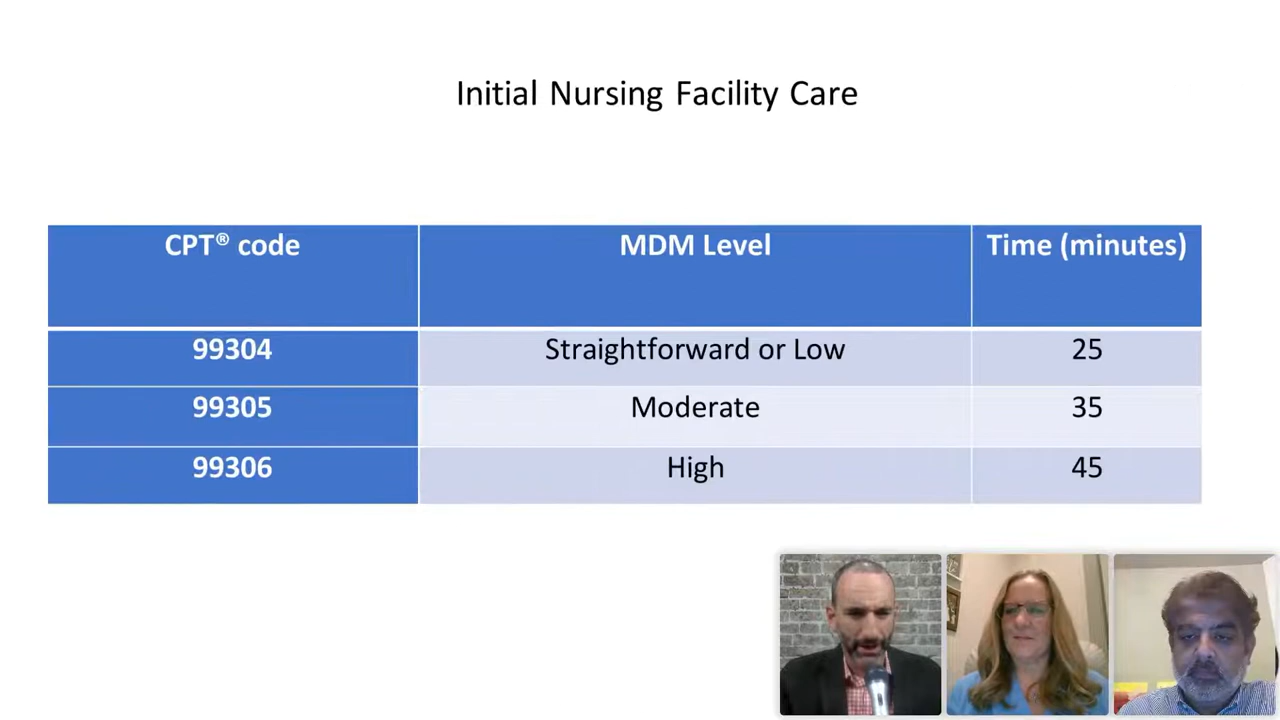 Initial Nursing Facility Care
CPT® code MDM Level Time (minutes)
99304 Straightforward or Low 25
99305 Moderate 35
99306 High 45